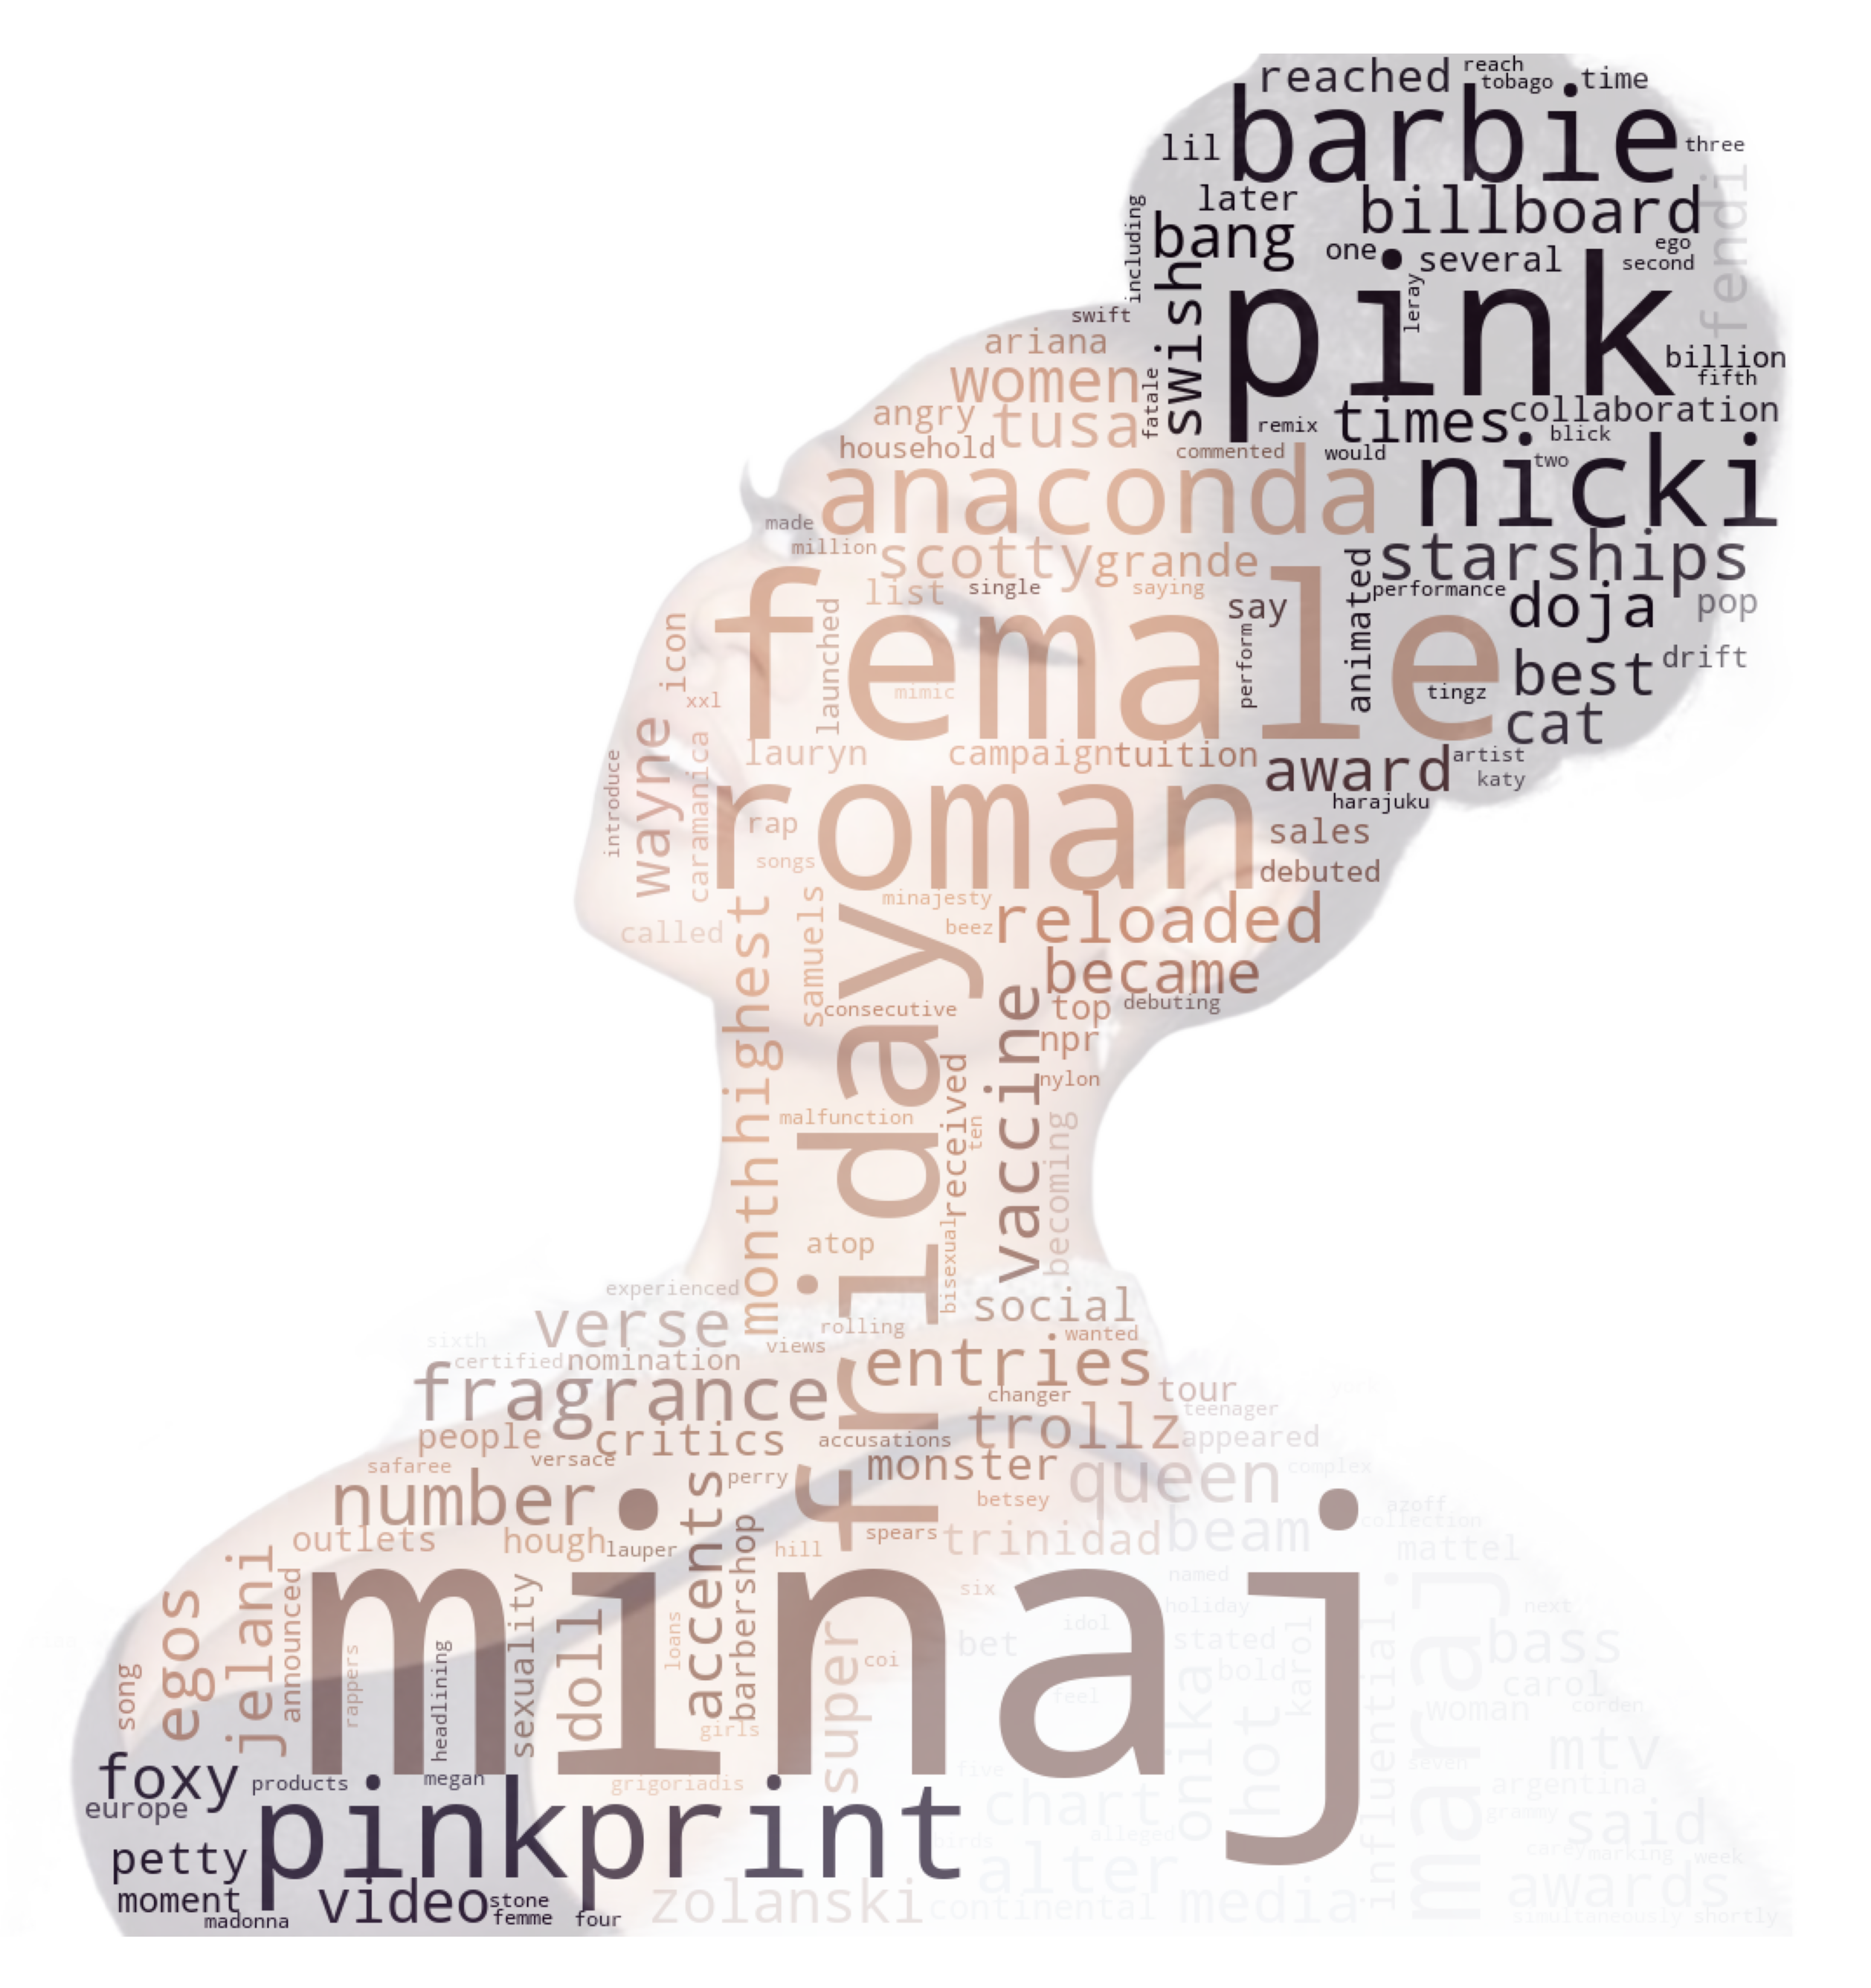 reached reach
tobago time
barbie
lil three
later billboard
including bang one several ego
second
fendi
swish pink leray
swift
ariana
women fatale billion
fifth
angry tusa remix times collaboration
blick
household commented would two
anaconda nicki
made
million scotty grande animated starships
list single saying performance doja pop
say
female
icon launched mimic perform tingz best drift
xxl
cat
wayne caramanica lauryn campaign tuition award artist
katy
introduce harajuku
roman
rap sales
songs debuted
minajesty
called highest samuels beez reloaded
friday became
consecutive top debuting
vaccine npr
received nylon
malfunction ten becoming
month
atop bisexual
experienced social
verse rolling wanted
sixth views
certified nomination entries
fragrance changer tour
teenager
people critics accusations trollz appeared
safaree versace perry monster queen complex
number accents betsey azoff
collection
outlets hough lauper barbershop hill spears trinidad beam mattel
minaj
jelani announced sexuality doll loans six named
holiday next
egos rappers headlining super idol stated karol influential maraj bass
song coi bet onika bold carol
girls feel hot woman corden
foxy products megan grigoriadis five seven mtv
europe chart argentina
pinkprint birds alleged grammy said
petty alter carey marking week
moment video stone zolanski continental media awards
madonna femme four simultaneously shortly